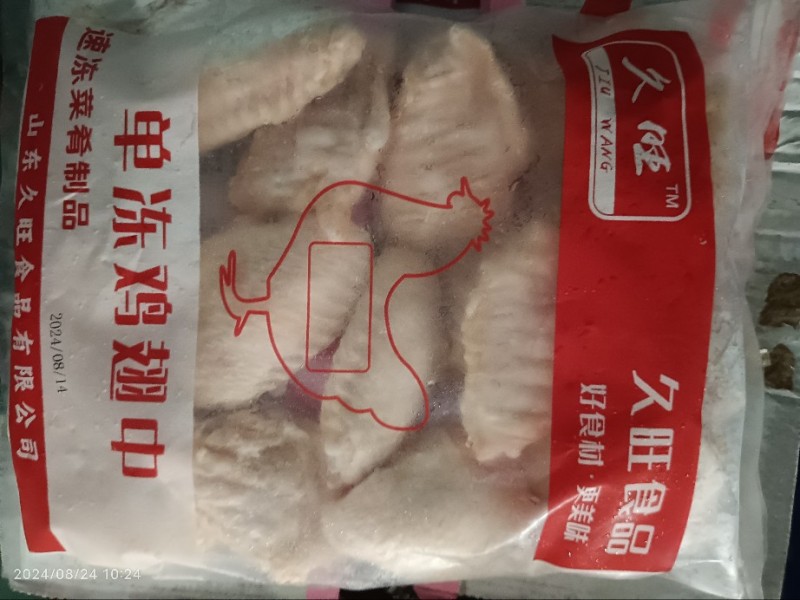 久旺™
JIU WANG
久旺食品
好食材·更美味
单冻鸡翅中
速冻菜肴制品
2024/08/14
山东久旺食品有限公司
2024/08/24 10:24